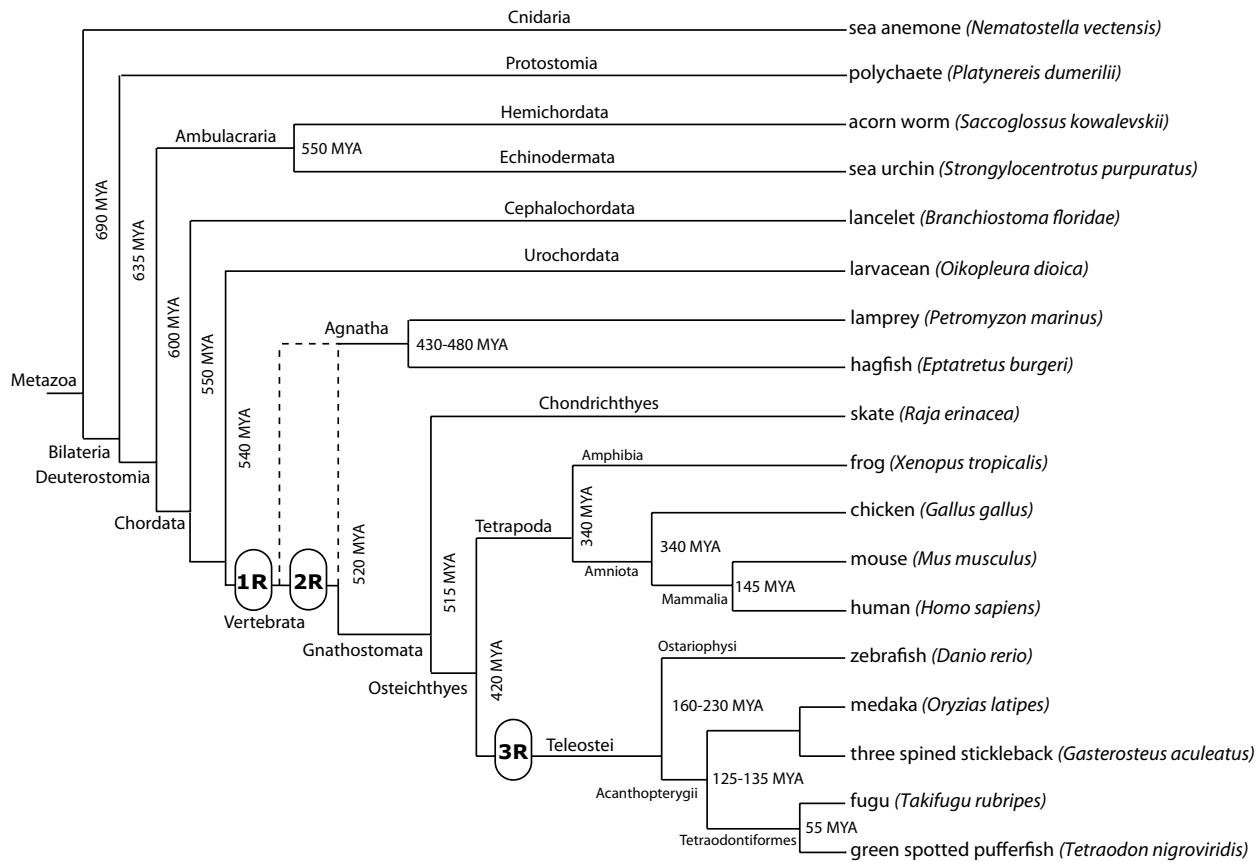 Cnidaria
sea anemone (Nematostella vectensis)
Protostomia
polychaete (Platynereis dumerilii)
Hemichordata
acorn worm (Saccoglossus kowalevskii)
Ambulacraria
550 MYA
Echinodermata
sea urchin (Strongylocentrotus purpuratus)
690 MYA
Cephalochordata
lancelet (Branchiostoma floridae)
635 MYA
Urochordata
larvacean (Oikopleura dioica)
600 MYA
Agnatha
lamprey (Petromyzon marinus)
430-480 MYA
550 MYA
hagfish (Eptatretus burgeri)
Metazoa
Chondrichthyes
skate (Raja erinacea)
540 MYA
Bilateria
Amphibia
frog (Xenopus tropicalis)
Deuterostomia
340 MYA
chicken (Gallus gallus)
Chordata
Tetrapoda
340 MYA
520 MYA
mouse (Mus musculus)
Amniota
515 MYA
145 MYA
1R
2R
Mammalia
human (Homo sapiens)
Vertebrata
Gnathostomata
Ostariophysi
zebrafish (Danio rerio)
Osteichthyes
420 MYA
160-230 MYA
medaka (Oryzias latipes)
3R
Teleostei
three spined stickleback (Gasterosteus aculeatus)
125-135 MYA
Acanthopterygii
fugu (Takifugu rubripes)
55 MYA
Tetraodontiformes
green spotted pufferfish (Tetraodon nigroviridis)